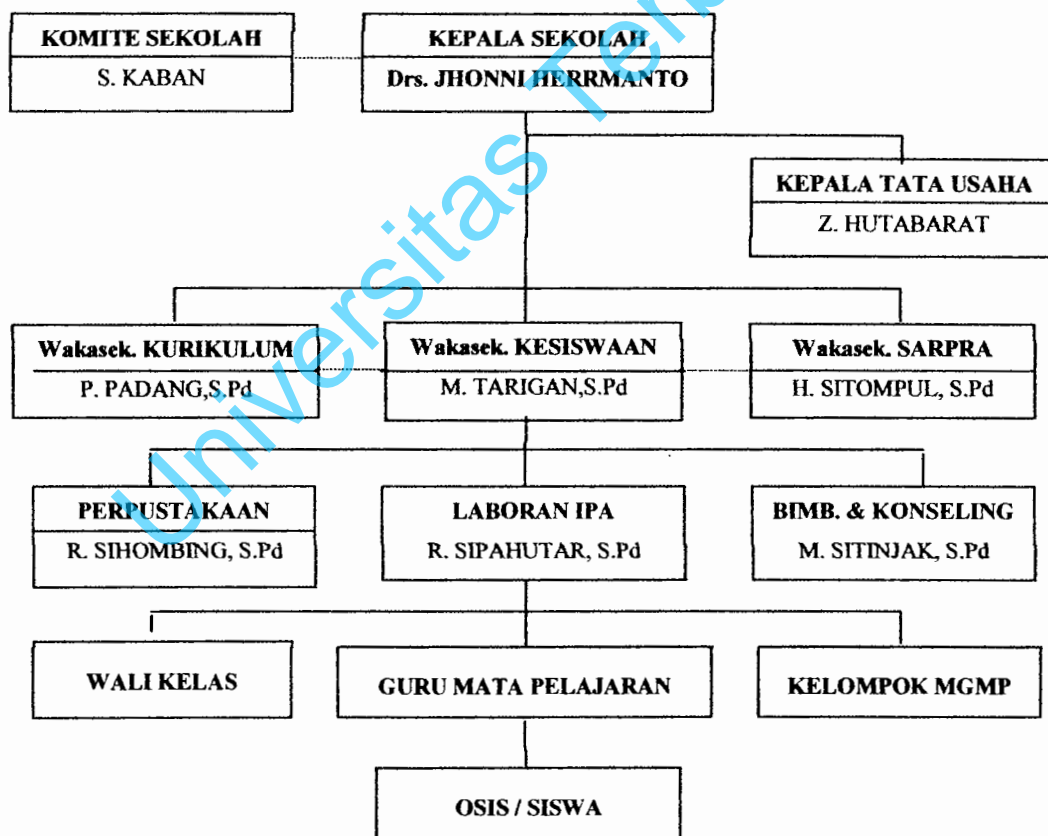 KOMITE SEKOLAH
S. KABAN
KEPALA SEKOLAH
Drs. JHONNI HERRMANTO
KEPALA TATA USAHA
Z. HUTABARAT
Wakasek. KURIKULUM
P. PADANG,S.Pd
Wakasek. KESISWAAN
M. TARIGAN,S.Pd
Wakasek. SARPRA
H. SITOMPUL, S.Pd
PERPUSTAKAAN
R. SIHOMBING, S.Pd
LABORAN IPA
R. SIPAHUTAR, S.Pd
BIMB. & KONSELING
M. SITINJAK, S.Pd
WALI KELAS
GURU MATA PELAJARAN
KELOMPOK MGMP
OSIS / SISWA
Universitas